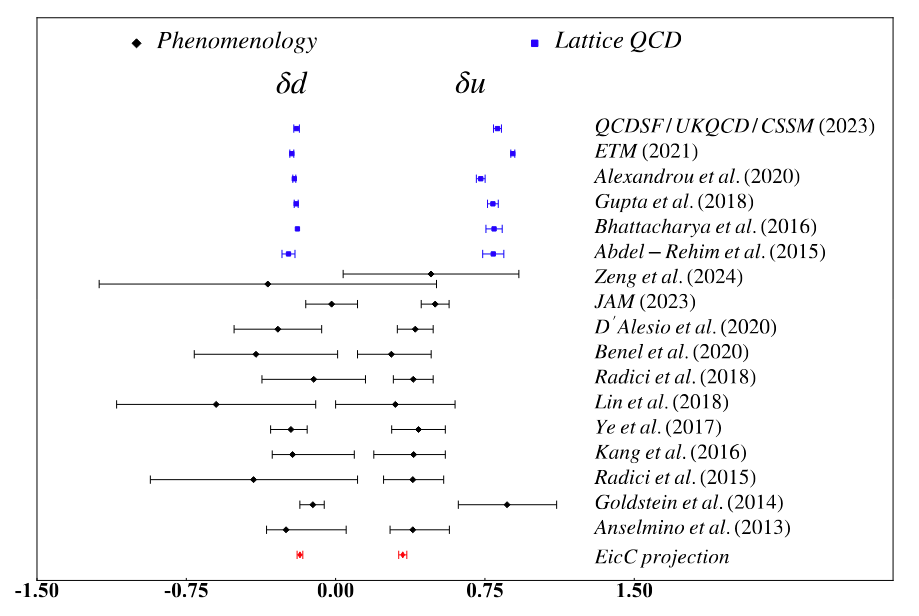 Phenomenology Lattice QCD
δd δu
QCDSF/UKQCD/CSSM (2023)
ETM (2021)
Alexandrou et al. (2020)
Gupta et al. (2018)
Bhattacharya et al. (2016)
Abdel−Rehim et al. (2015)
Zeng et al. (2024)
JAM (2023)
D'Alesio et al. (2020)
Benel et al. (2020)
Radici et al. (2018)
Lin et al. (2018)
Ye et al. (2017)
Kang et al. (2016)
Radici et al. (2015)
Goldstein et al. (2014)
Anselmino et al. (2013)
EicC projection
-1.50 -0.75 0.00 0.75 1.50